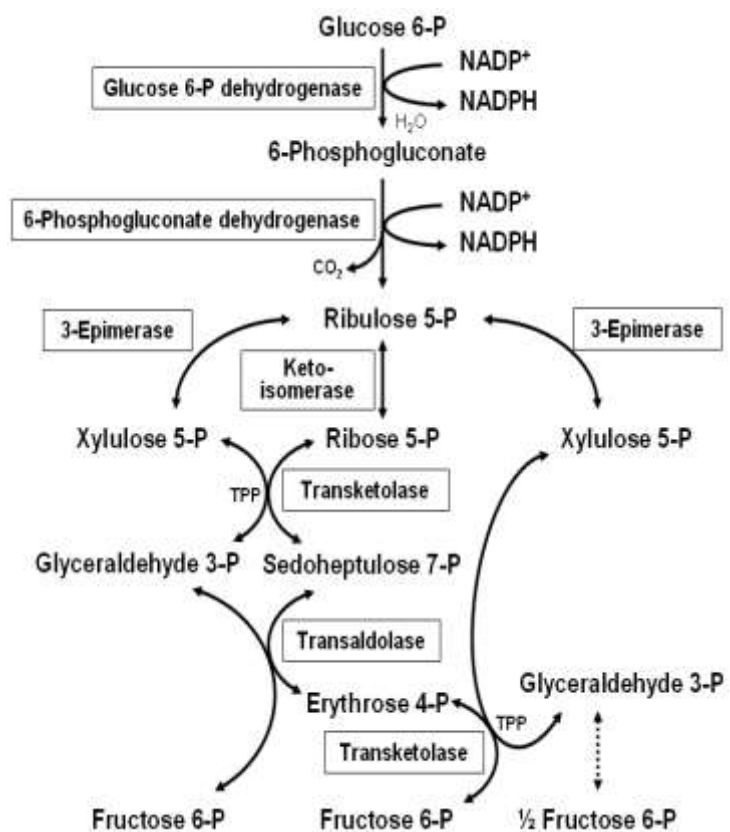 Glucose 6-P
NADP⁺
Glucose 6-P dehydrogenase
NADPH
H₂O
6-Phosphogluconate
NADP⁺
6-Phosphogluconate dehydrogenase
NADPH
CO₂
3-Epimerase
Ribulose 5-P
3-Epimerase
Keto-
isomerase
Xylulose 5-P
Ribose 5-P
Xylulose 5-P
TPP
Transketolase
Glyceraldehyde 3-P
Sedoheptulose 7-P
Transaldolase
Erythrose 4-P
Glyceraldehyde 3-P
TPP
Transketolase
Fructose 6-P
Fructose 6-P
½ Fructose 6-P